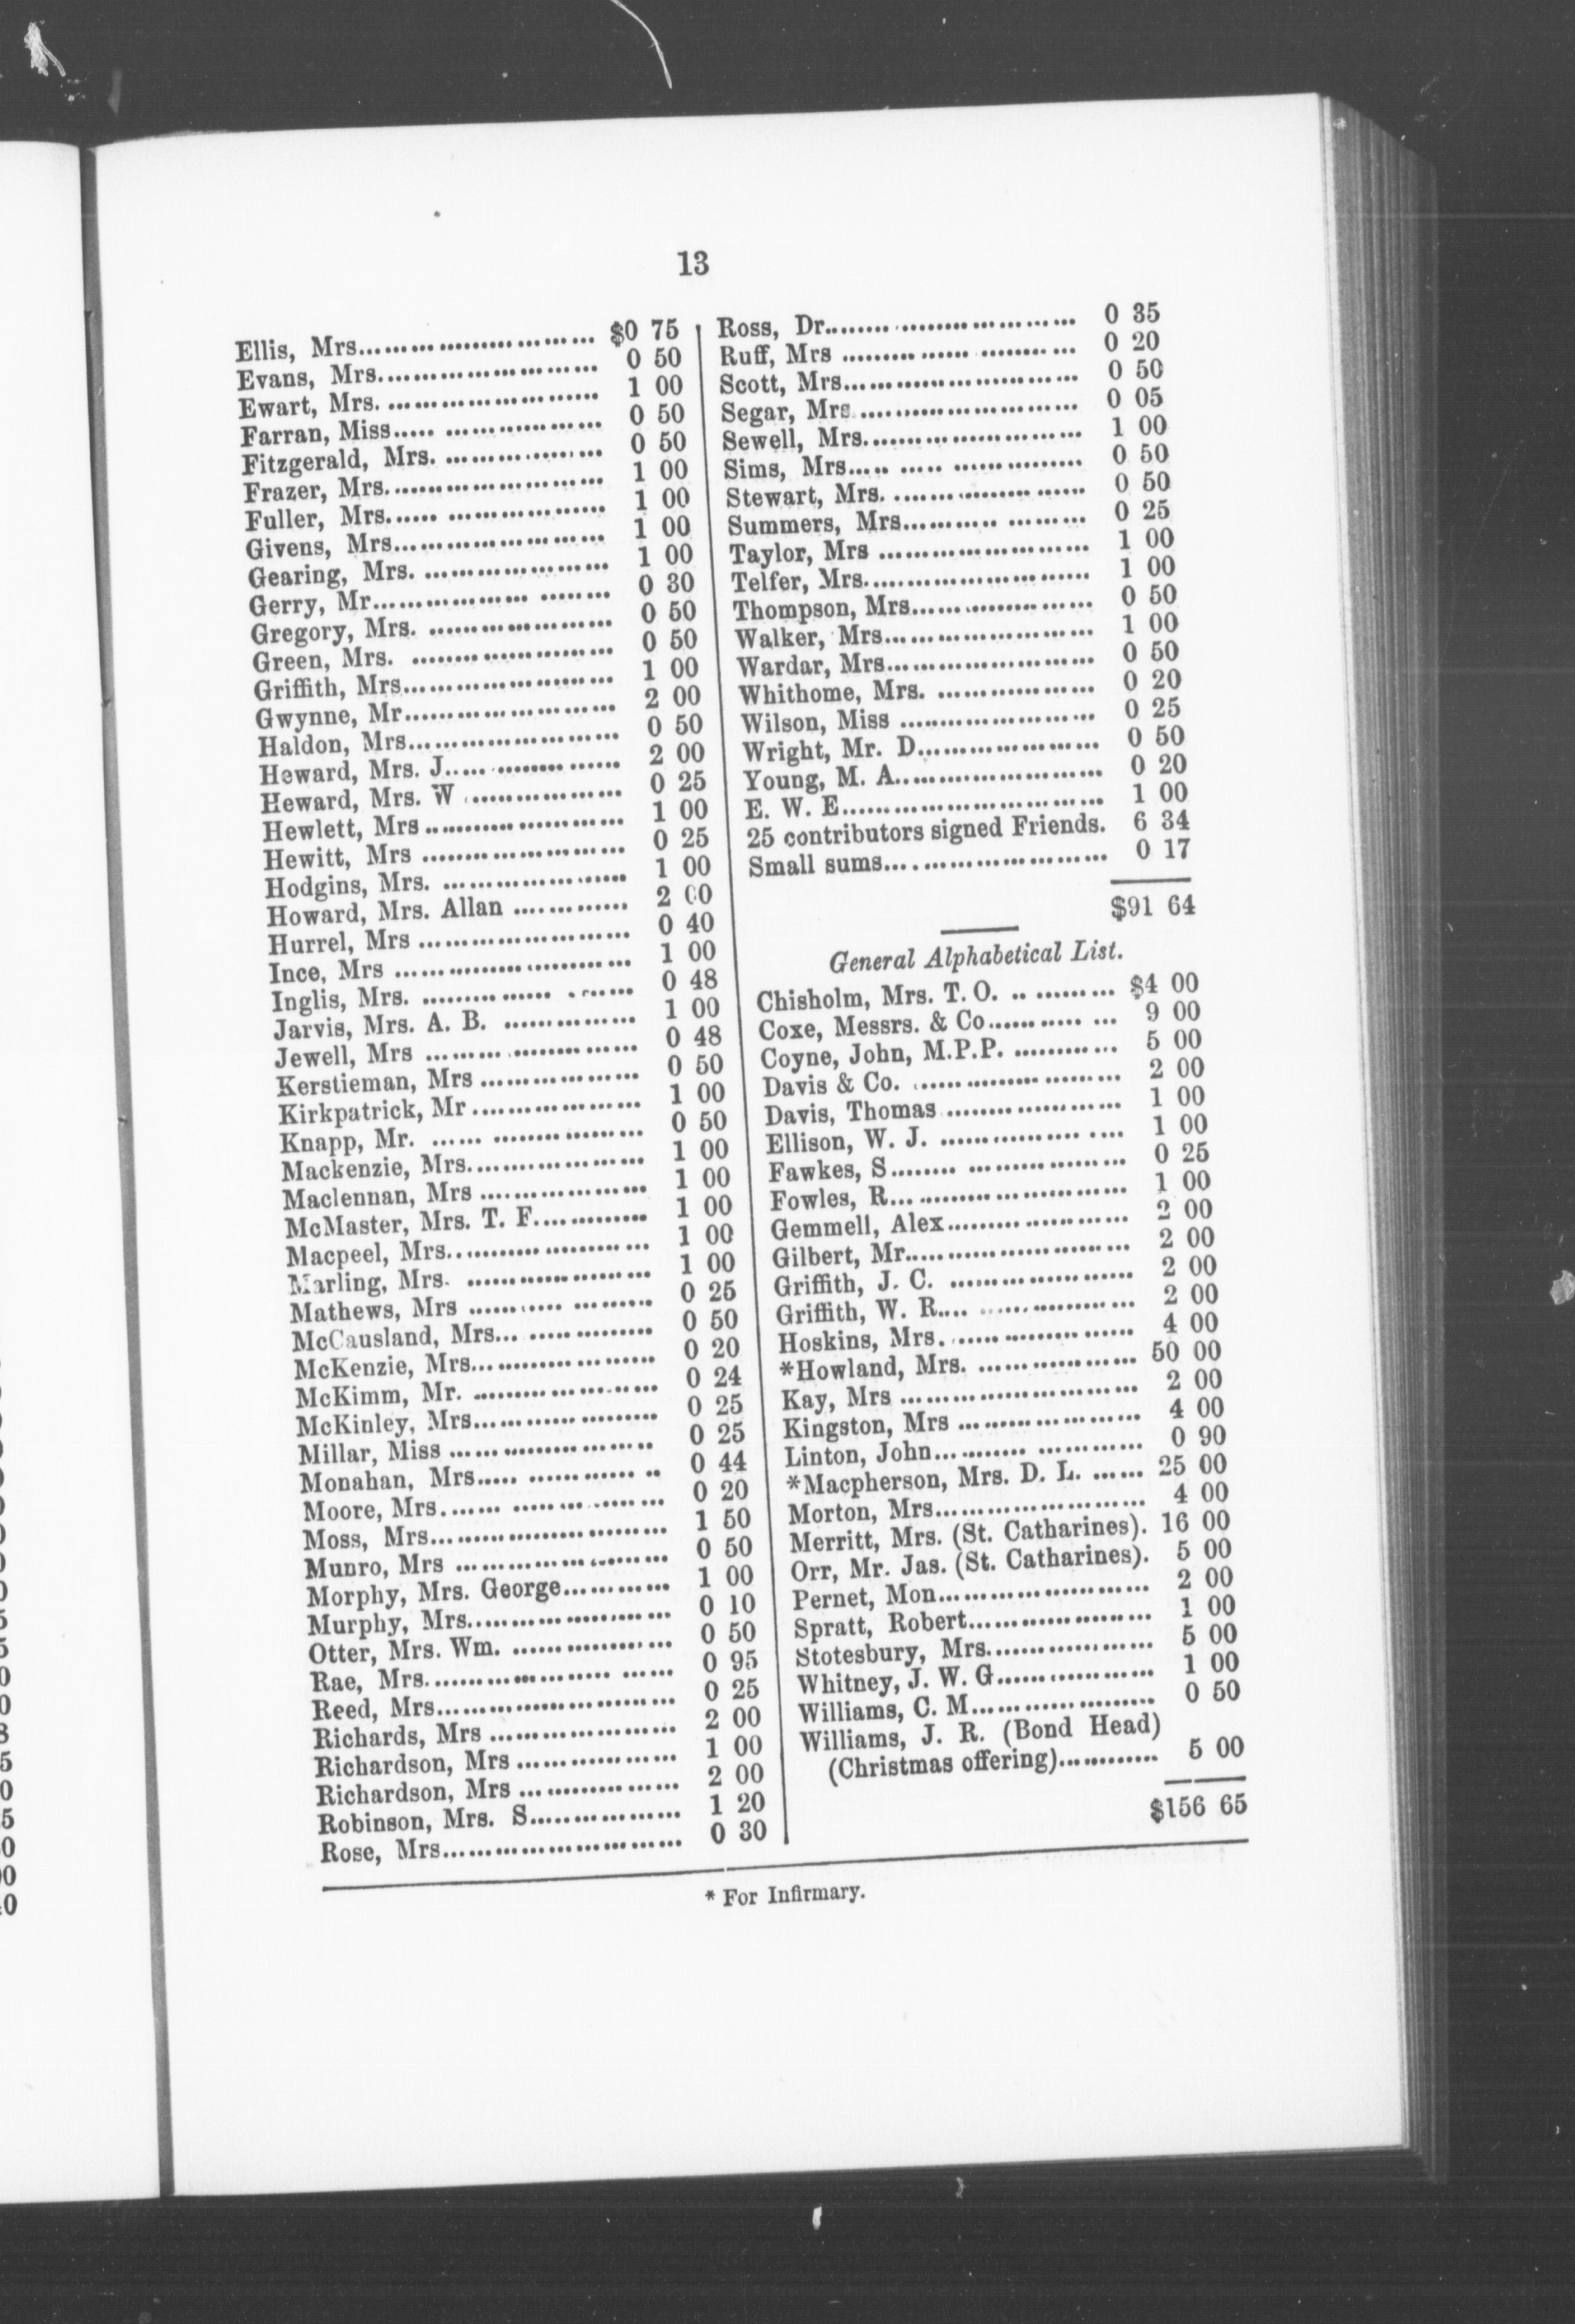 13
Ellis, Mrs........................... $0 75
Evans, Mrs........................... 0 50
Ewart, Mrs. ........................ 1 00
Farran, Miss..... .................. 0 50
Fitzgerald, Mrs. .................. 0 50
Frazer, Mrs......................... 1 00
Fuller, Mrs...... .................. 1 00
Givens, Mrs........................ 1 00
Gearing, Mrs. ..................... 1 00
Gerry, Mr.................. ........ 0 30
Gregory, Mrs. ..................... 0 50
Green, Mrs. ....................... 0 50
Griffith, Mrs........................ 1 00
Gwynne, Mr........................ 2 00
Haldon, Mrs........................ 0 50
Heward, Mrs. J..................... 2 00
Heward, Mrs. W .................. 0 25
Hewlett, Mrs ...................... 1 00
Hewitt, Mrs ....................... 0 25
Hodgins, Mrs. ..................... 1 00
Howard, Mrs. Allan ............. 2 00
Hurrel, Mrs ........................ 0 40
Ince, Mrs ........................... 1 00
Inglis, Mrs. ............... ....... 0 48
Jarvis, Mrs. A. B. ............... 1 00
Jewell, Mrs ........................ 0 48
Kerstieman, Mrs .................. 0 50
Kirkpatrick, Mr ................... 1 00
Knapp, Mr. ...... ................. 0 50
Mackenzie, Mrs.................... 1 00
Maclennan, Mrs ................... 1 00
McMaster, Mrs. T. F............. 1 00
Macpeel, Mrs...................... 1 00
Marling, Mrs. ..................... 1 00
Mathews, Mrs ............ ......... 0 25
McCausland, Mrs... .............. 0 50
McKenzie, Mrs..................... 0 20
McKimm, Mr. ..................... 0 24
McKinley, Mrs............ ......... 0 25
Millar, Miss ....................... 0 25
Monahan, Mrs..... ............ .. 0 44
Moore, Mrs....... ................. 0 20
Moss, Mrs........................... 1 50
Munro, Mrs ........................ 0 50
Morphy, Mrs. George............ 1 00
Murphy, Mrs....................... 0 10
Otter, Mrs. Wm. .................. 0 50
Rae, Mrs..................... ...... 0 95
Reed, Mrs........................... 0 25
Richards, Mrs ..................... 2 00
Richardson, Mrs .................. 1 00
Richardson, Mrs .................. 2 00
Robinson, Mrs. S................. 1 20
Rose, Mrs........................... 0 30
Ross, Dr............................. 0 35
Ruff, Mrs ............... ........... 0 20
Scott, Mrs........................... 0 50
Segar, Mrs ......................... 0 05
Sewell, Mrs......................... 1 00
Sims, Mrs..... ..... ............... 0 50
Stewart, Mrs. ...................... 0 50
Summers, Mrs........... ......... 0 25
Taylor, Mrs ........................ 1 00
Telfer, Mrs.......................... 1 00
Thompson, Mrs.................... 0 50
Walker, Mrs........................ 1 00
Wardar, Mrs........................ 0 50
Whithome, Mrs. .................. 0 20
Wilson, Miss ...................... 0 25
Wright, Mr. D..................... 0 50
Young, M. A........................ 0 20
E. W. E.............................. 1 00
25 contributors signed Friends. 6 34
Small sums......................... 0 17
$91 64
General Alphabetical List.
Chisholm, Mrs. T. O. .. ......... $4 00
Coxe, Messrs. & Co........... ... 9 00
Coyne, John, M.P.P. ............ 5 00
Davis & Co. ....................... 2 00
Davis, Thomas .................... 1 00
Ellison, W. J. ..................... 1 00
Fawkes, S........ .................. 0 25
Fowles, R........................... 1 00
Gemmell, Alex..................... 2 00
Gilbert, Mr......................... 2 00
Griffith, J. C. ..................... 2 00
Griffith, W. R.... ................. 2 00
Hoskins, Mrs....................... 4 00
*Howland, Mrs. .................. 50 00
Kay, Mrs ........................... 2 00
Kingston, Mrs ..................... 4 00
Linton, John........... ............ 0 90
*Macpherson, Mrs. D. L. ...... 25 00
Morton, Mrs........................ 4 00
Merritt, Mrs. (St. Catharines). 16 00
Orr, Mr. Jas. (St. Catharines). 5 00
Pernet, Mon........................ 2 00
Spratt, Robert..................... 1 00
Stotesbury, Mrs................... 5 00
Whitney, J. W. G.................. 1 00
Williams, C. M..................... 0 50
Williams, J. R. (Bond Head)
(Christmas offering)............ 5 00
$156 65
* For Infirmary.